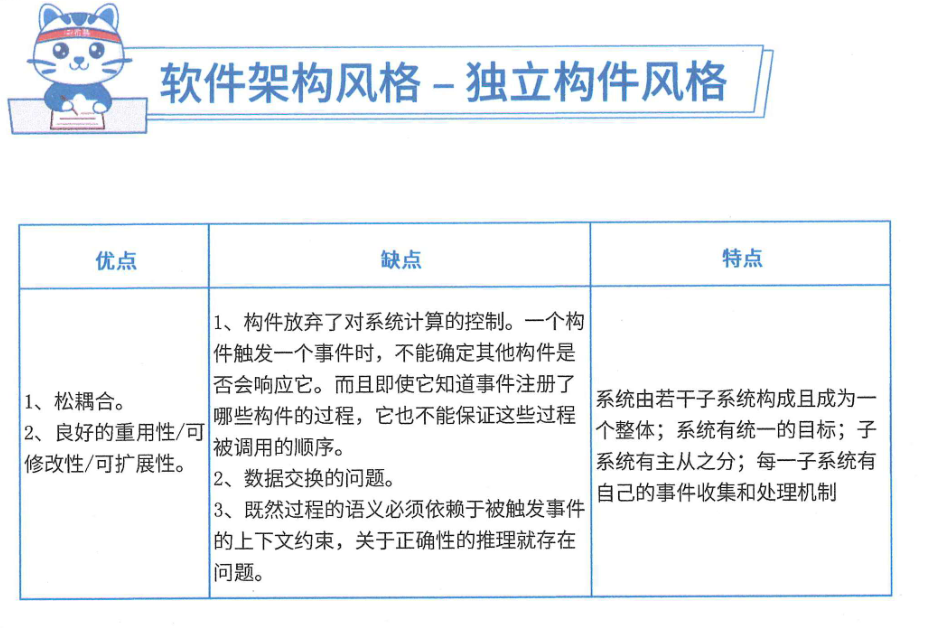 软件架构风格 – 独立构件风格
优点
缺点
特点
1、松耦合。
2、良好的重用性/可
修改性/可扩展性。
1、构件放弃了对系统计算的控制。一个构
件触发一个事件时，不能确定其他构件是
否会响应它。而且即使它知道事件注册了
哪些构件的过程，它也不能保证这些过程
被调用的顺序。
2、数据交换的问题。
3、既然过程的语义必须依赖于被触发事件
的上下文约束，关于正确性的推理就存在
问题。
系统由若干子系统构成且成为一
个整体；系统有统一的目标；子
系统有主从之分；每一子系统有
自己的事件收集和处理机制